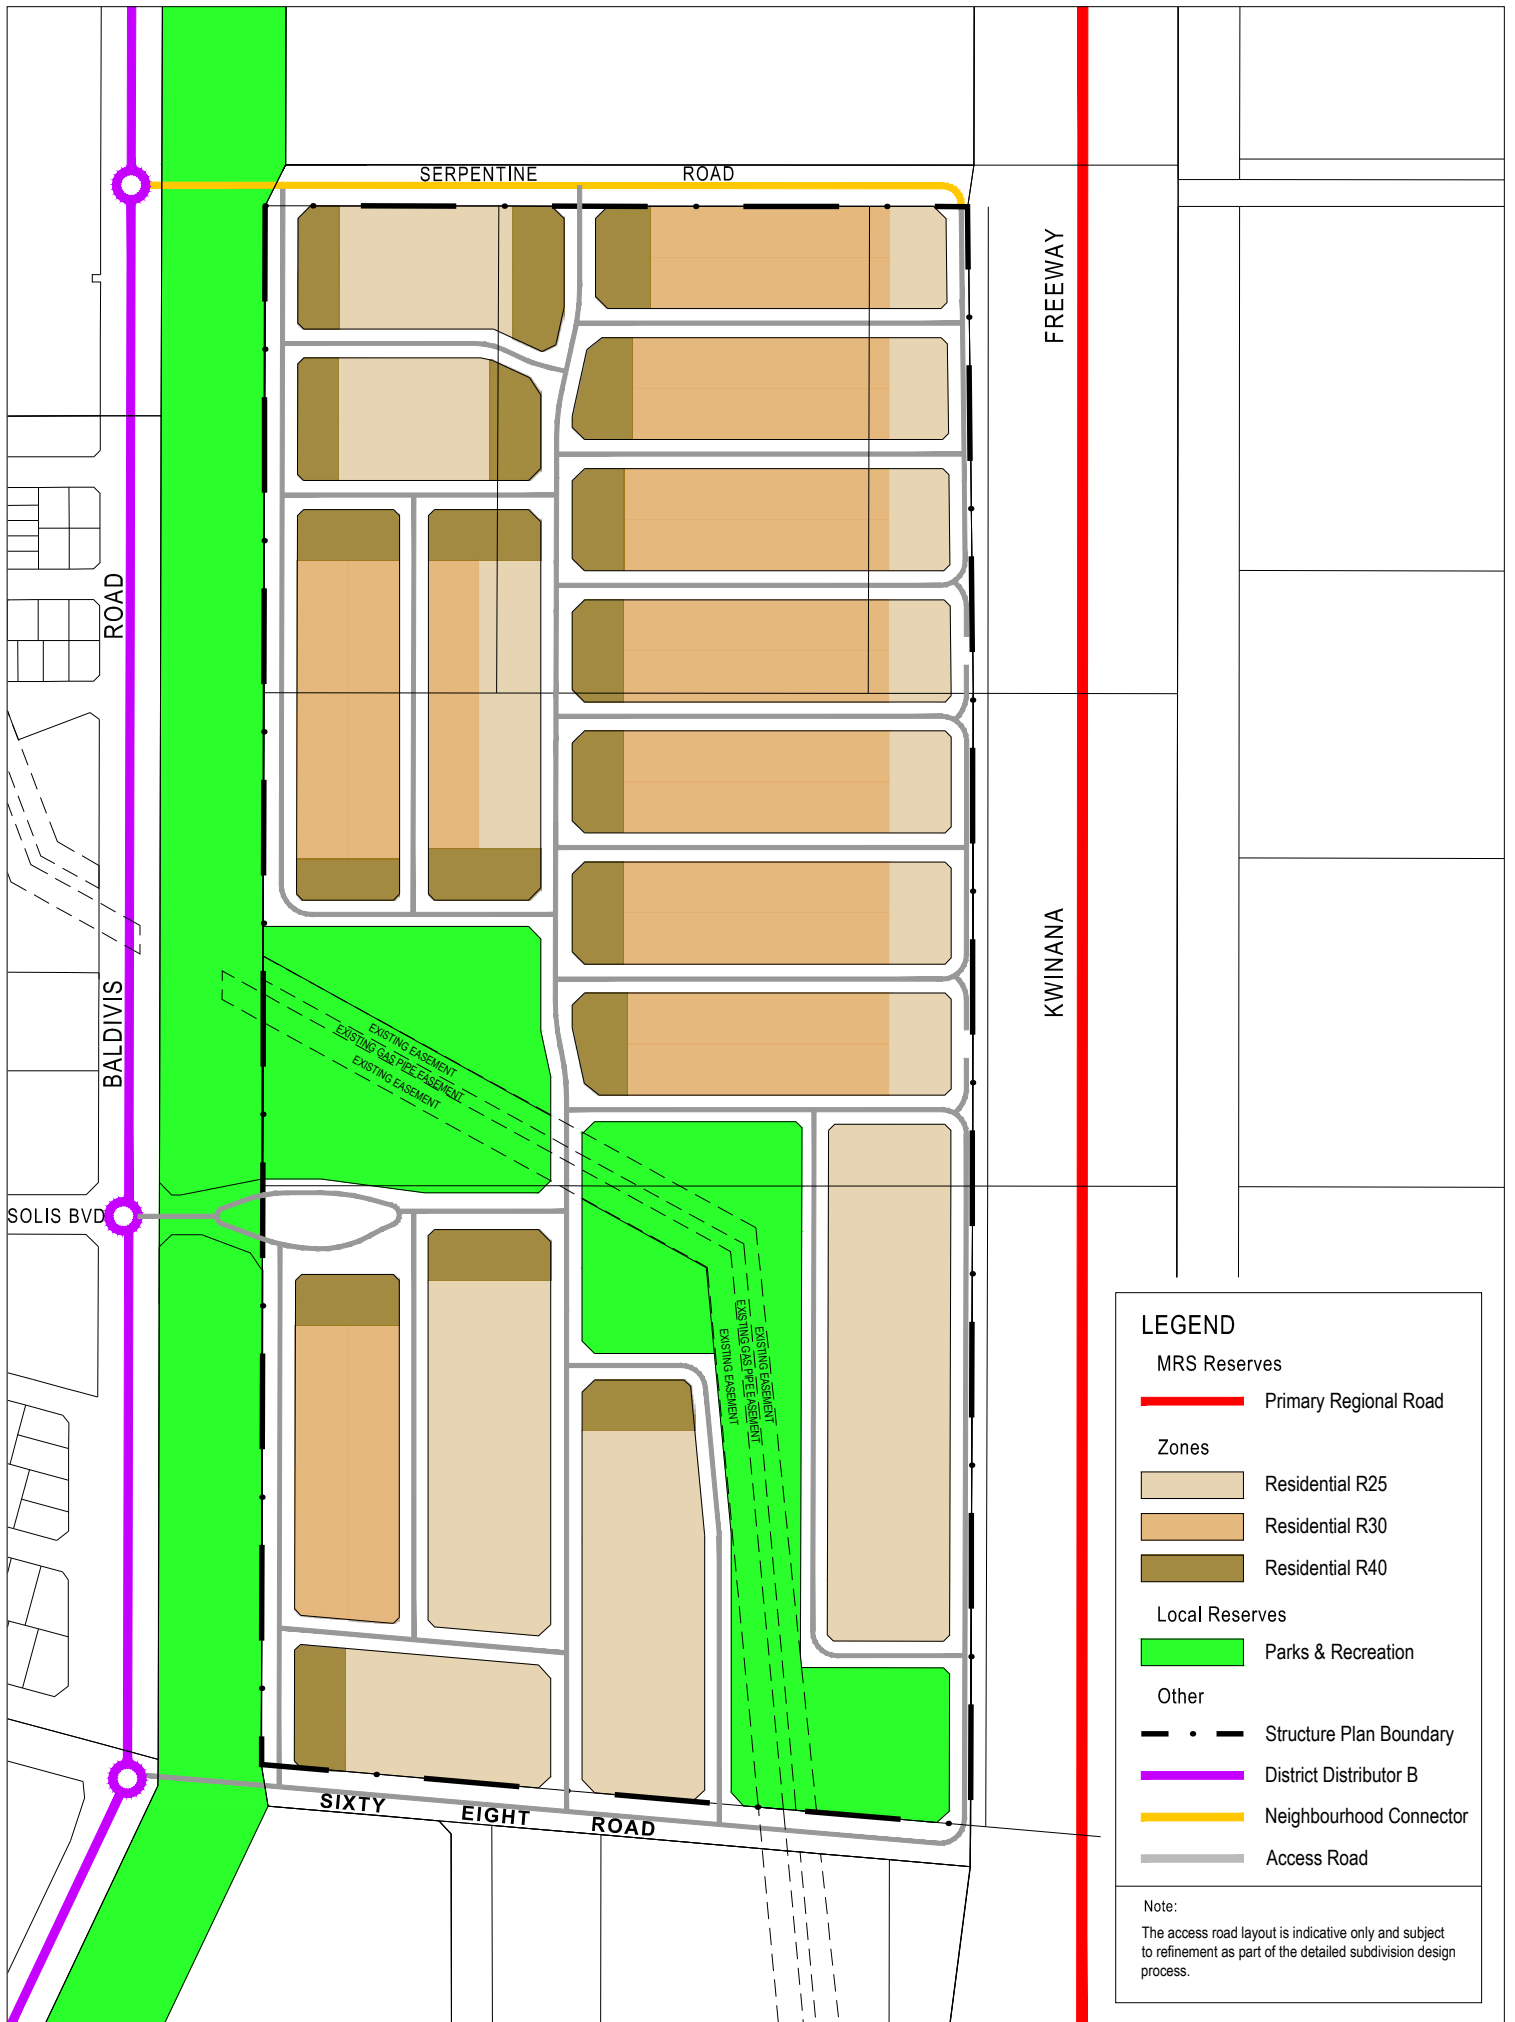 SERPENTINE ROAD
FREEWAY
ROAD
KWINANA
BALDIVIS
EXISTING EASEMENT
EXISTING GAS PIPE EASEMENT
EXISTING EASEMENT
SOLIS BVD
EXISTING EASEMENT
EXISTING GAS PIPE EASEMENT
EXISTING EASEMENT
SIXTY EIGHT ROAD
LEGEND
MRS Reserves
Primary Regional Road
Zones
Residential R25
Residential R30
Residential R40
Local Reserves
Parks & Recreation
Other
Structure Plan Boundary
District Distributor B
Neighbourhood Connector
Access Road
Note:
The access road layout is indicative only and subject
to refinement as part of the detailed subdivision design
process.